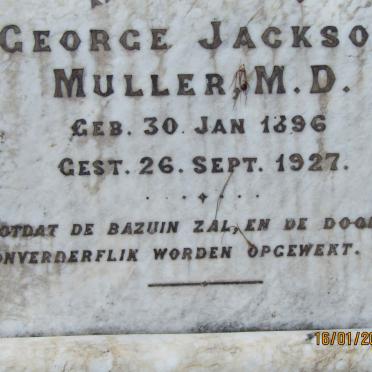 GEORGE JACKSO
MULLER, M.D.
GEB. 30 JAN 1896
GEST. 26. SEPT. 1927.
OTDAT DE BAZUIN ZAL, EN DE DOO
ONVERDERFLIK WORDEN OPGEWEKT.
16/01/20